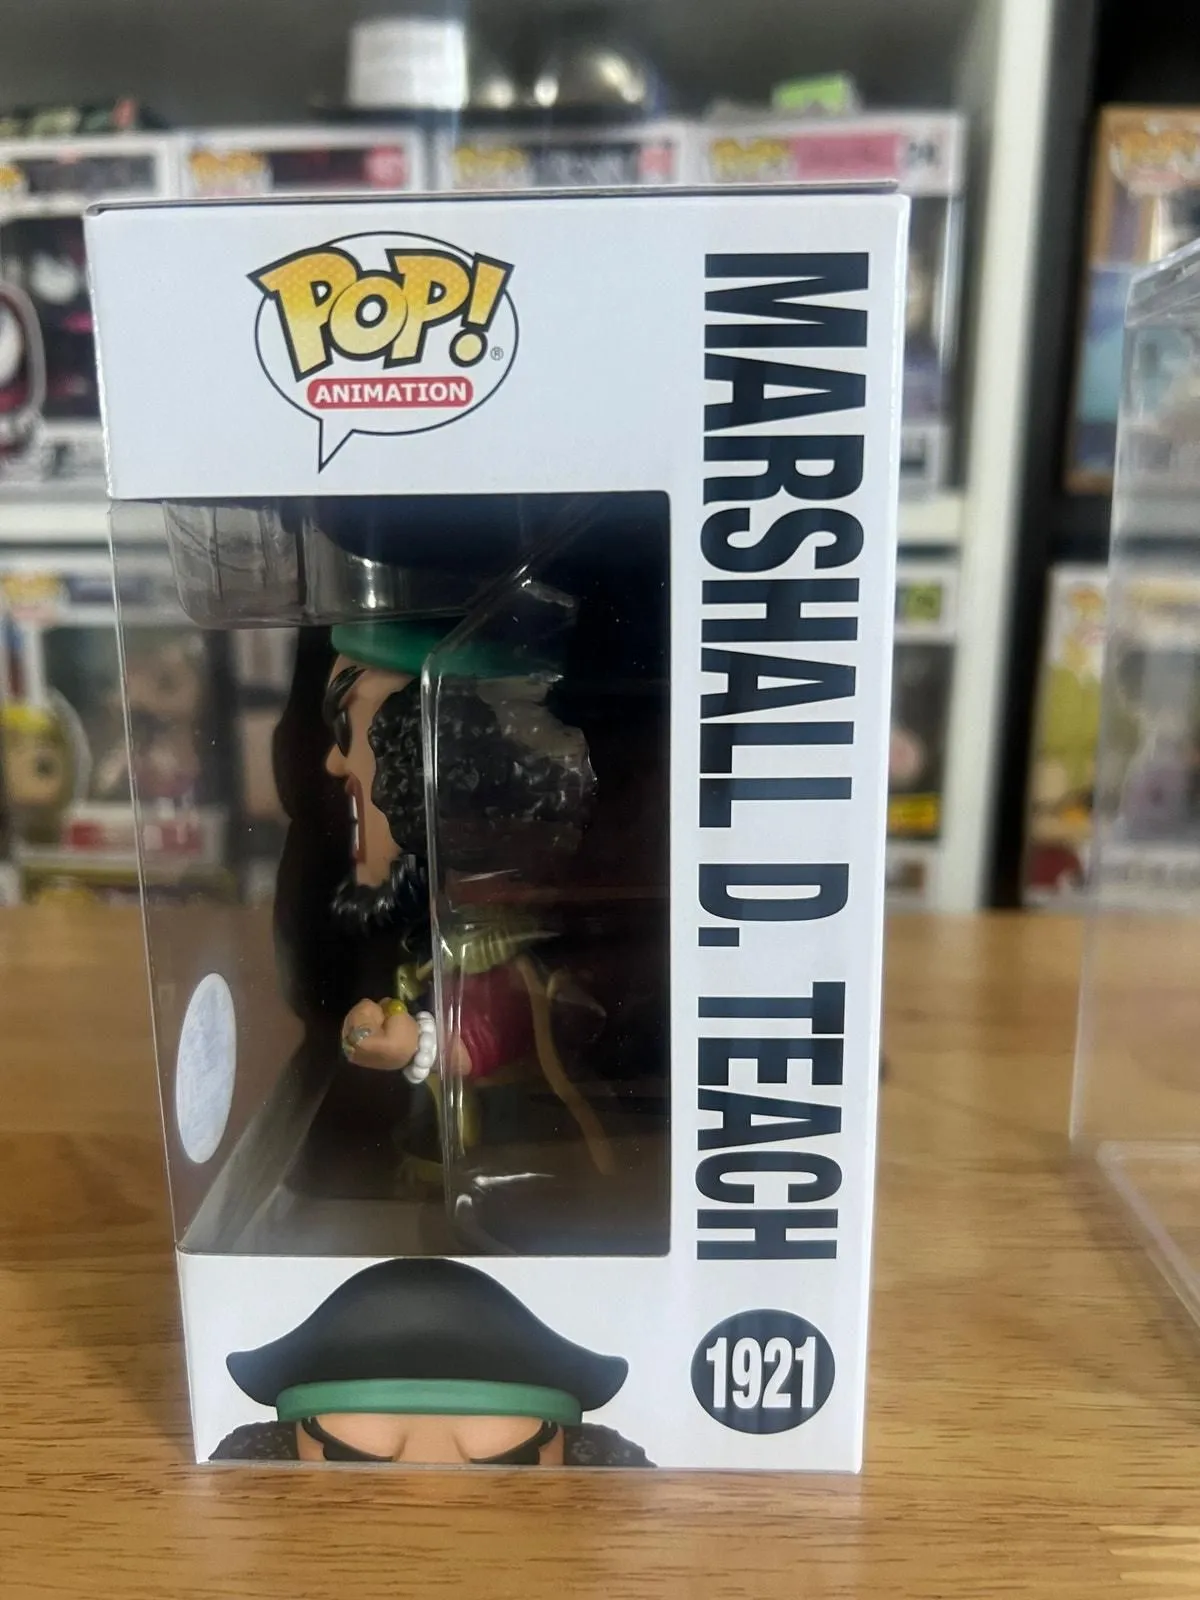 POP!
®
ANIMATION
MARSHALL D. TEACH
1921